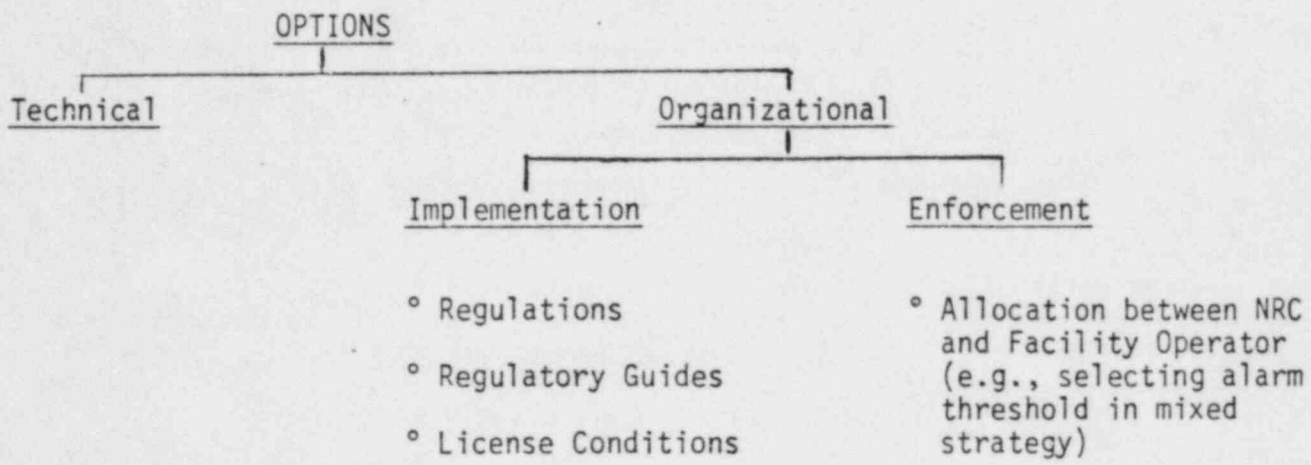 OPTIONS
Technical
Organizational
Implementation
Enforcement
° Regulations
° Regulatory Guides
° License Conditions
° Allocation between NRC
and Facility Operator
(e.g., selecting alarm
threshold in mixed
strategy)